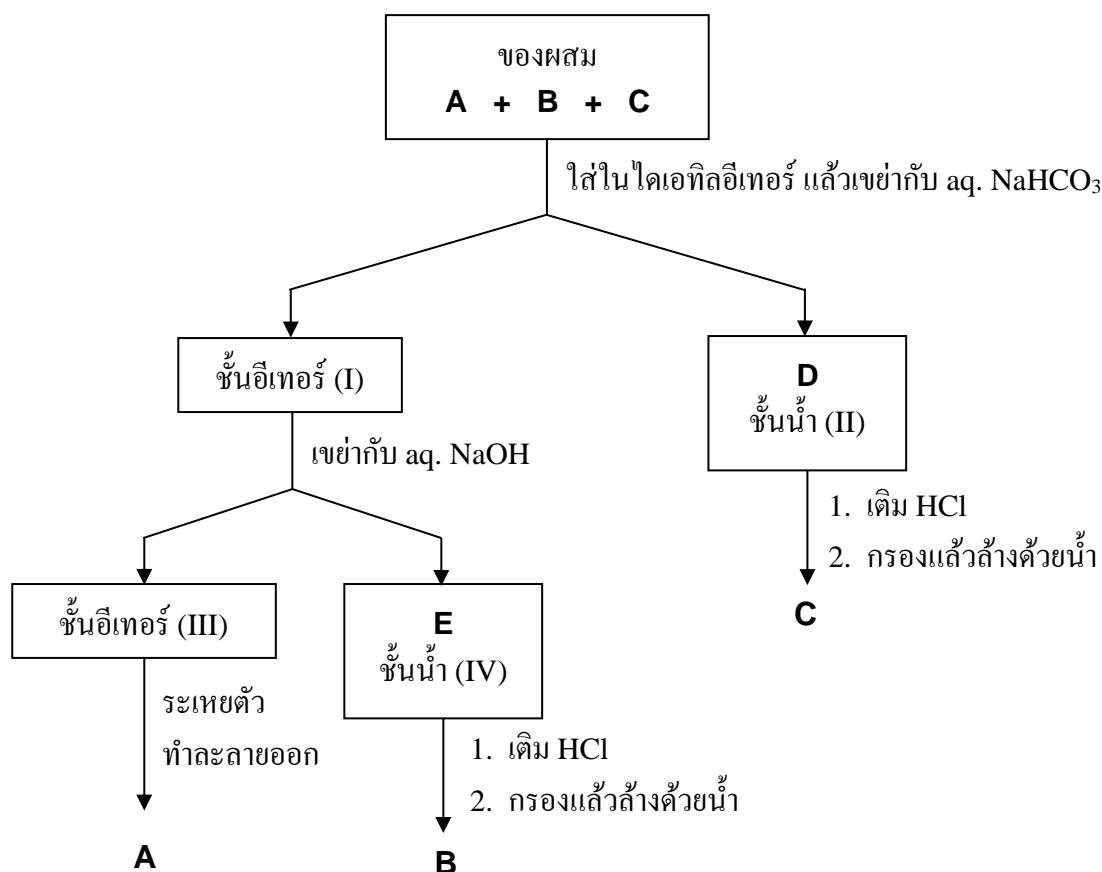 ของผสม
A + B + C
ใส่ในไดเอทิลอีเทอร์ แล้วเขย่ากับ aq. NaHCO₃
ชั้นอีเทอร์ (I)
D
ชั้นน้ำ (II)
เขย่ากับ aq. NaOH
1. เติม HCl
2. กรองแล้วล้างด้วยน้ำ
C
ชั้นอีเทอร์ (III)
E
ชั้นน้ำ (IV)
ระเหยตัว
ทำละลายออก
1. เติม HCl
2. กรองแล้วล้างด้วยน้ำ
A
B